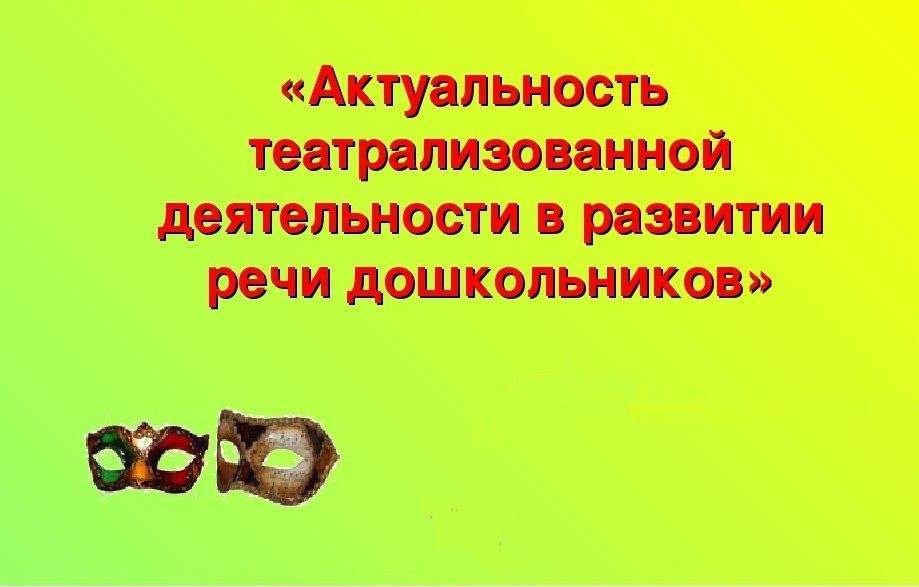 «Актуальность
театрализованной
деятельности в развитии
речи дошкольников»